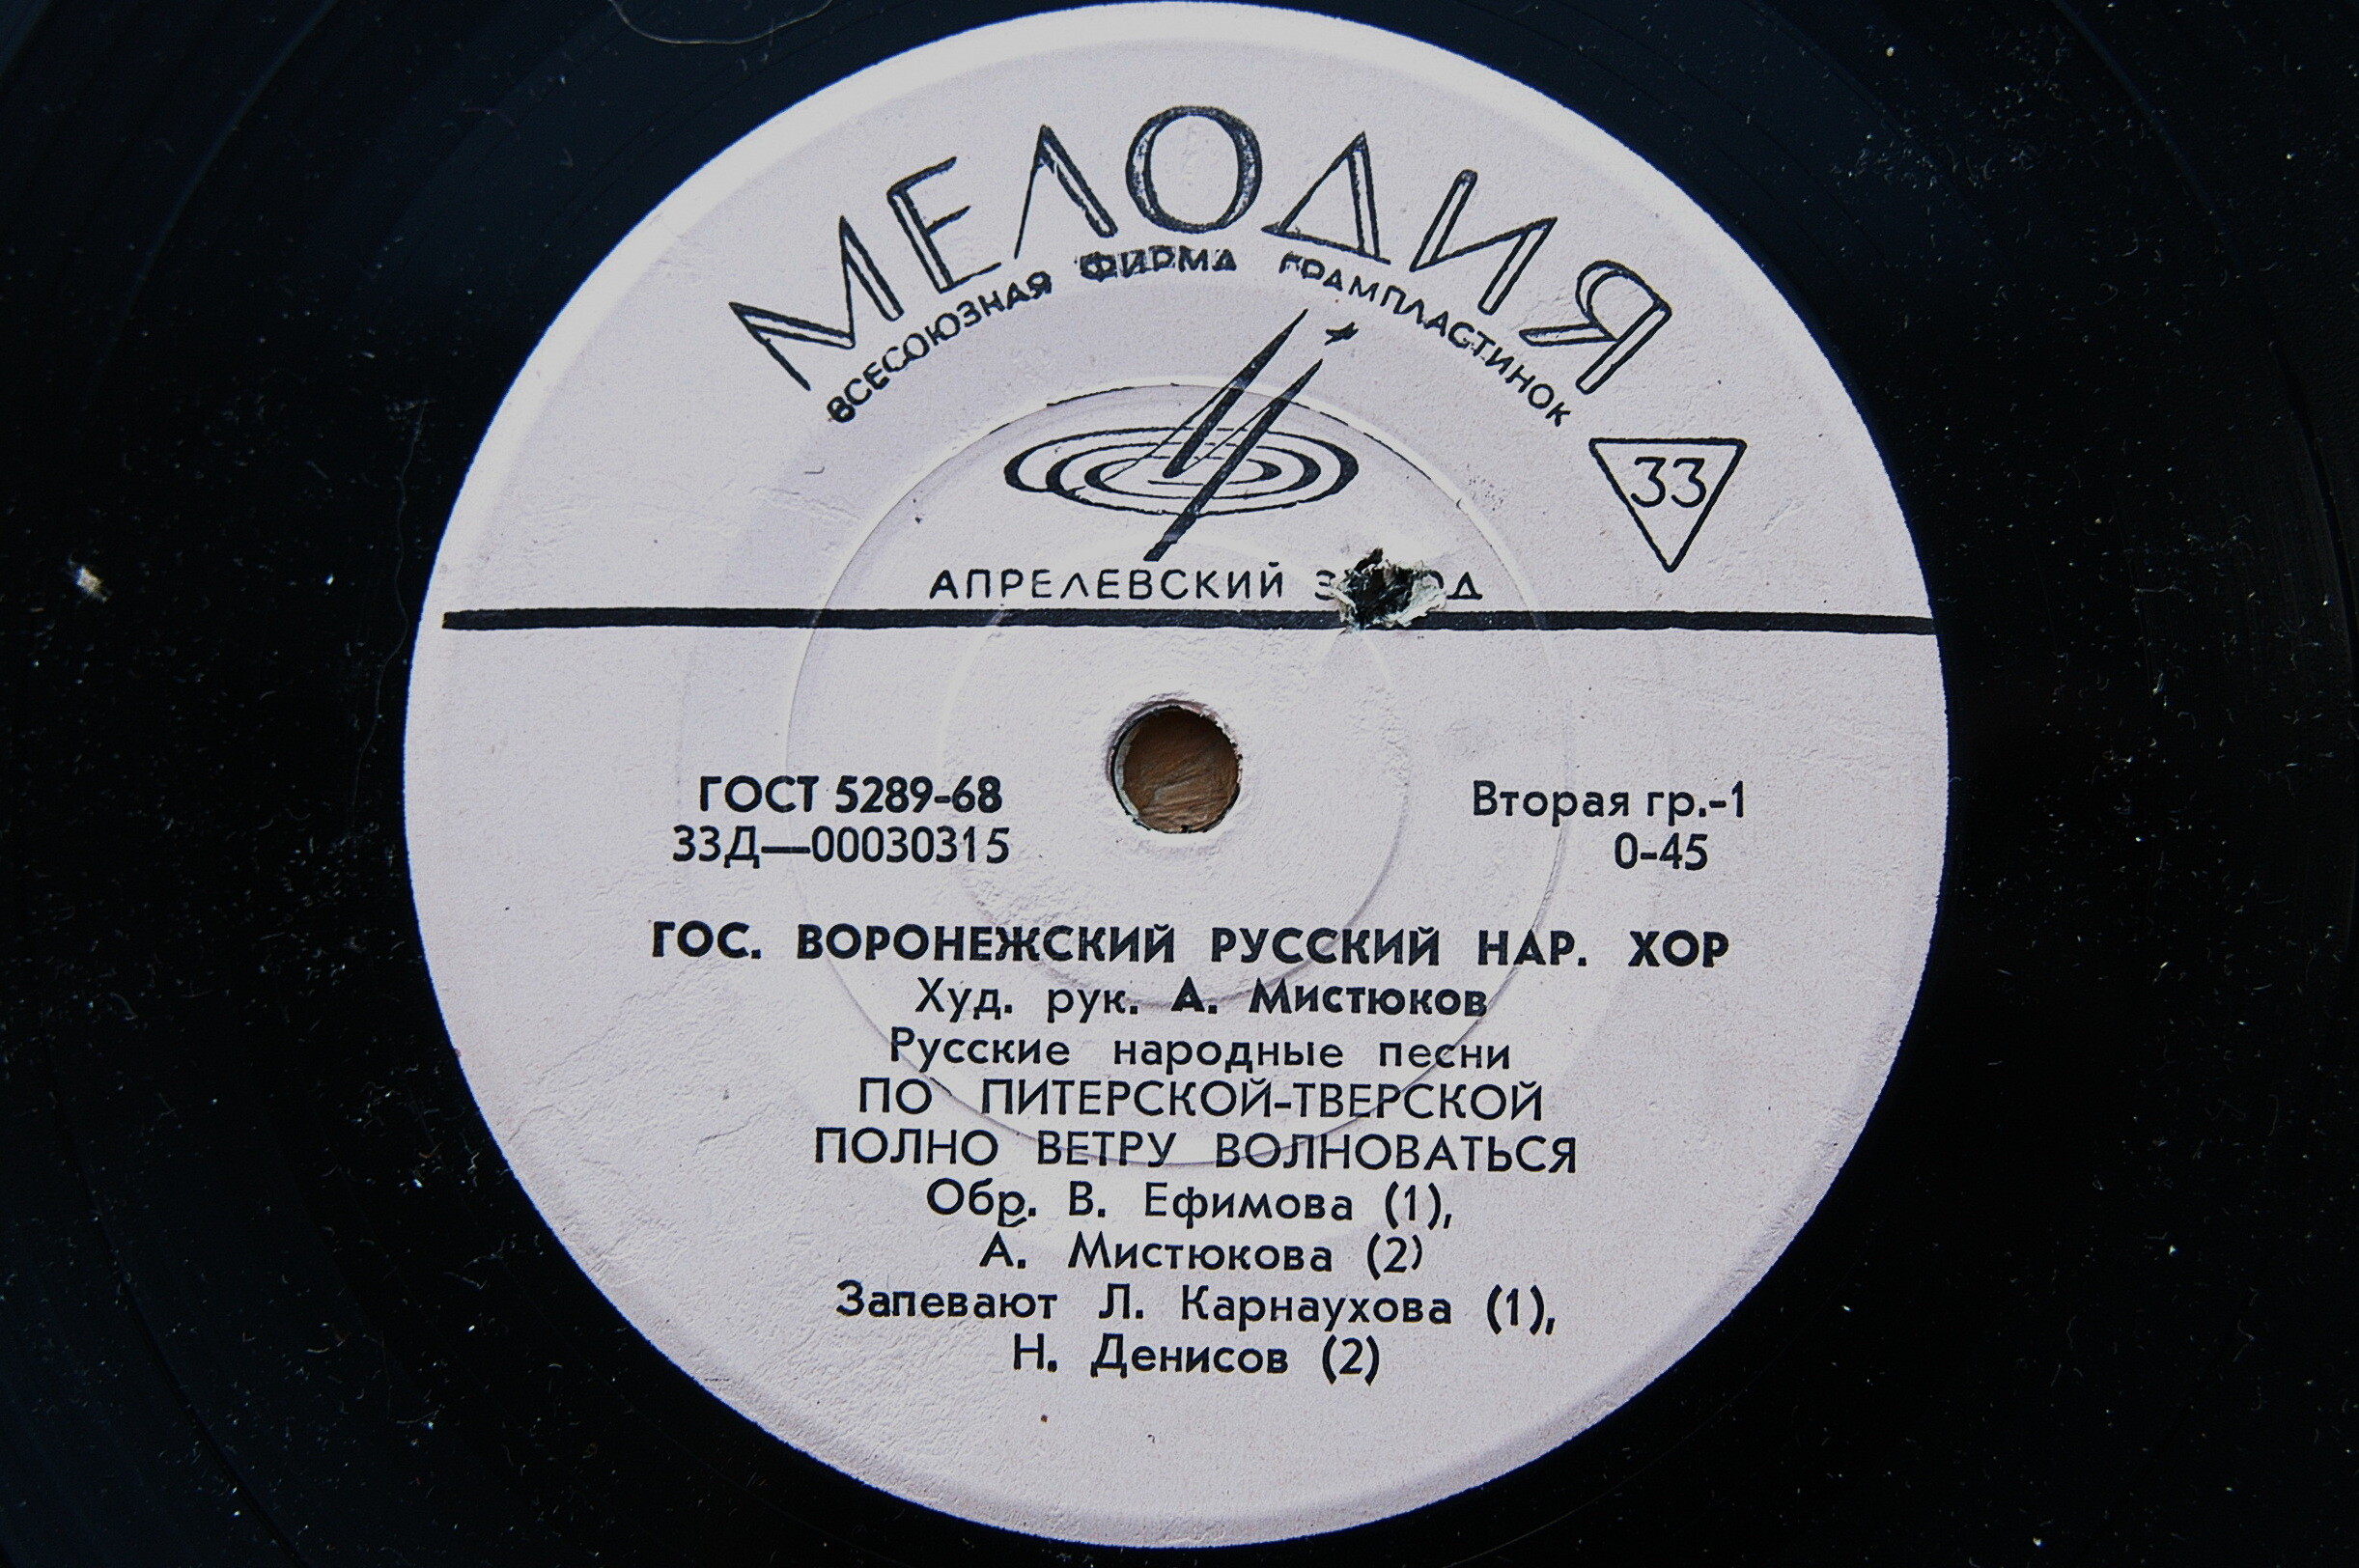 МЕЛОДИЯ
ВСЕСОЮЗНАЯ ФИРМА ГРАМПЛАСТИНОК
33
АПРЕЛЕВСКИЙ
ГОСТ 5289-68
33Д—00030315
Вторая гр.-1
0-45
ГОС. ВОРОНЕЖСКИЙ РУССКИЙ НАР. ХОР
Худ. рук. А. Мистюков
Русские народные песни
ПО ПИТЕРСКОЙ-ТВЕРСКОЙ
ПОЛНО ВЕТРУ ВОЛНОВАТЬСЯ
Обр. В. Ефимова (1),
А. Мистюкова (2)
Запевают Л. Карнаухова (1),
Н. Денисов (2)